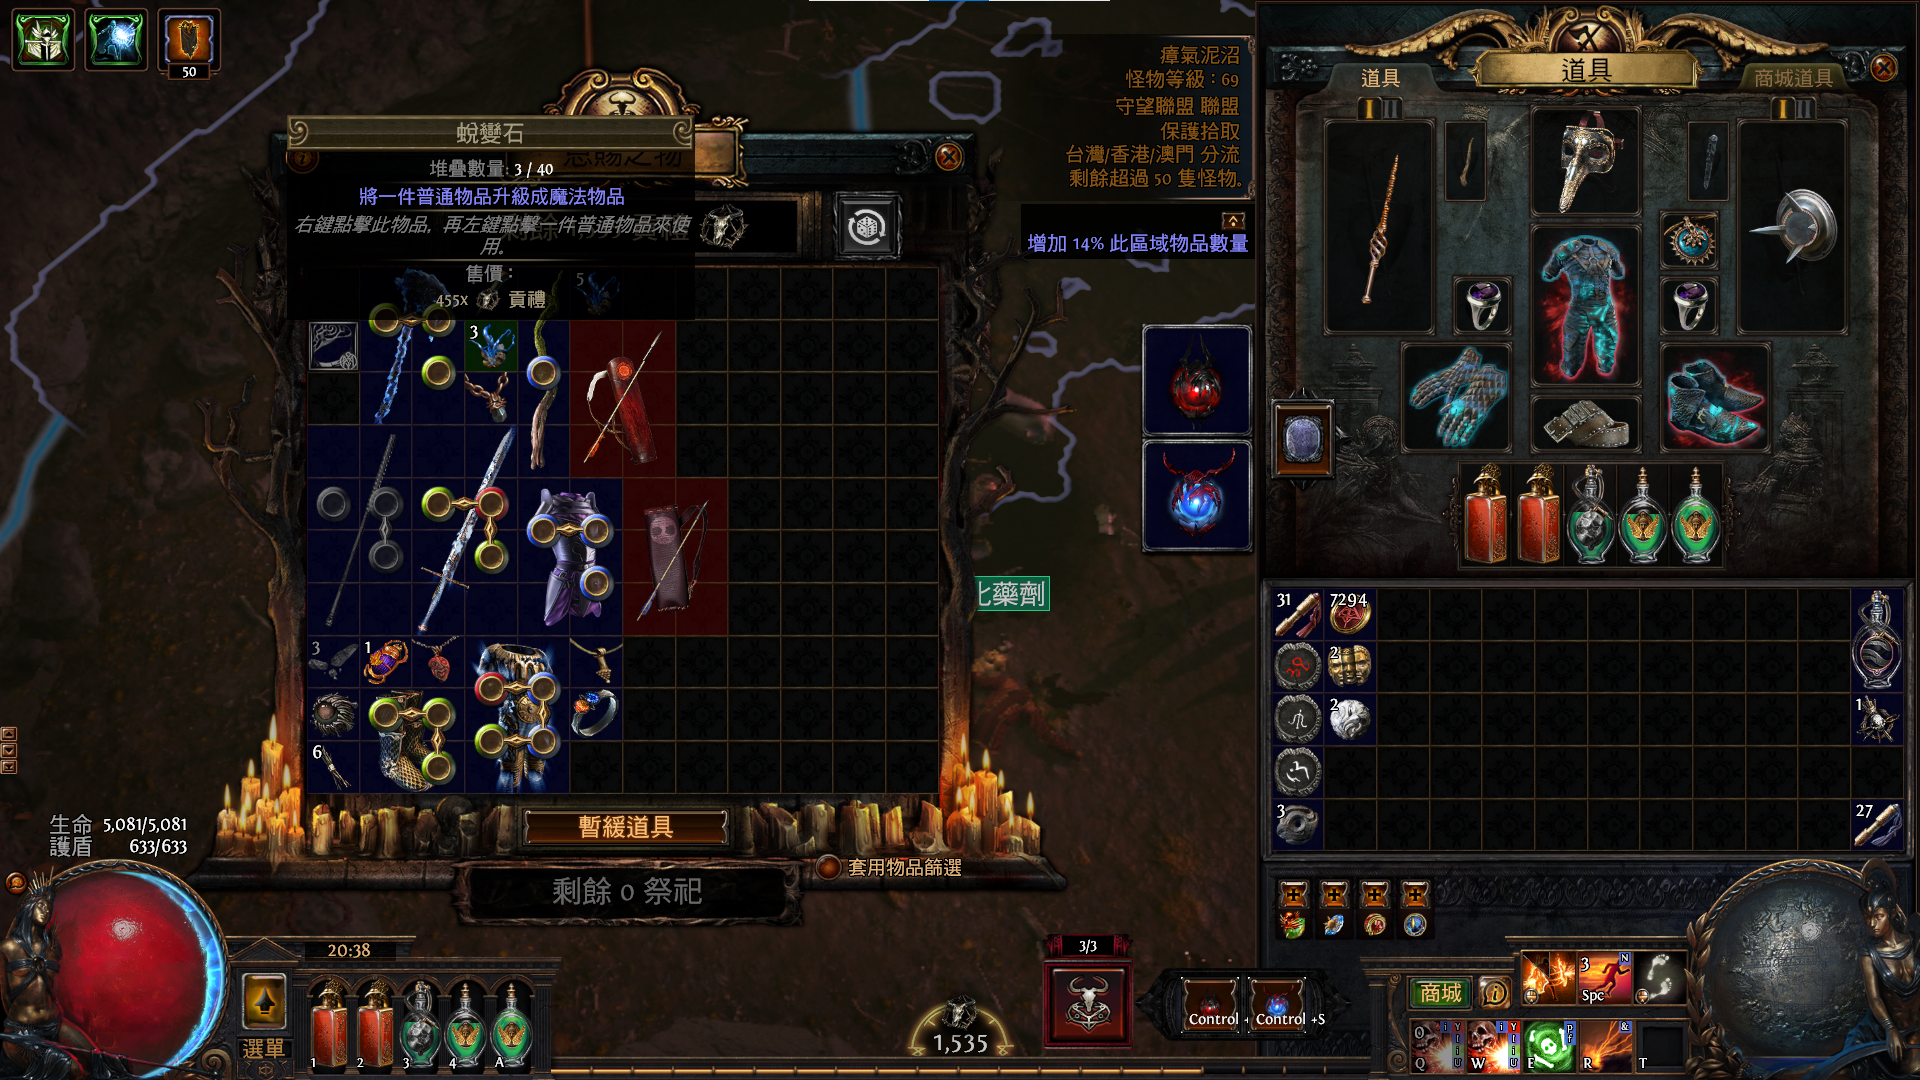 50
蛻變石
堆疊數量: 3 / 40
將一件普通物品升級成魔法物品
右鍵點擊此物品，再左鍵點擊一件普通物品來使
用。
售價：
455x 貢禮
5
3
3
1
6
暫緩道具
套用物品篩選
剩餘 0 祭祀
瘴氣泥沼
怪物等級：69
守望聯盟 聯盟
保護拾取
台灣/香港/澳門 分流
剩餘超過 50 隻怪物。
增加 14% 此區域物品數量
化藥劑
道具
道具
商城道具
I II
I II
31
7294
2
2
1
3
27
生命 5,081/5,081
護盾 633/633
20:38
選單
1 2 3 4 A
1,535
3/3
Control +
Control +S
商城
3
N
Spc
Q
W
E
R
T